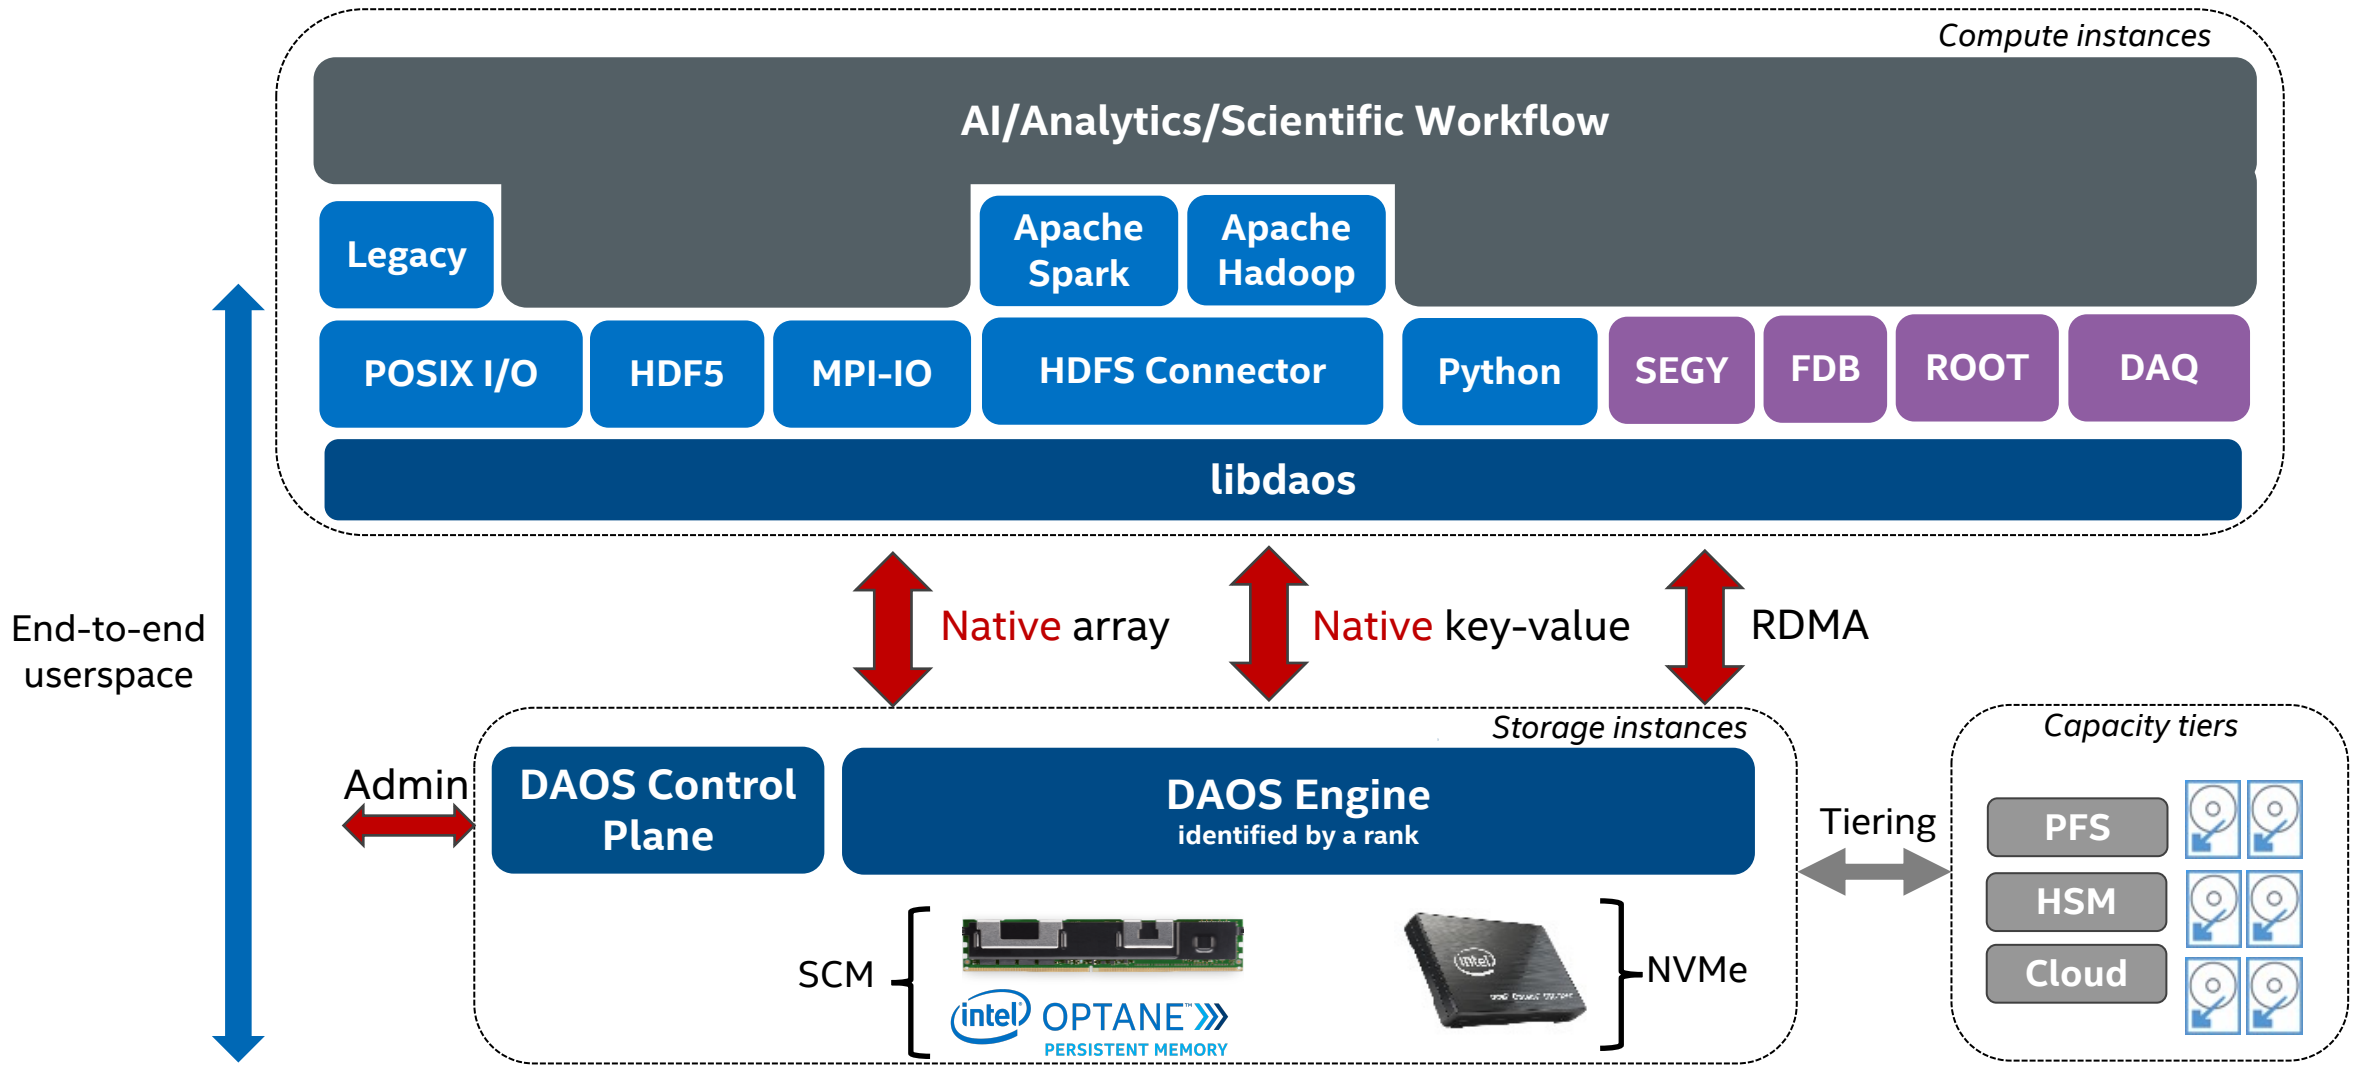 Compute instances
AI/Analytics/Scientific Workflow
Legacy
Apache
Spark
Apache
Hadoop
POSIX I/O
HDF5
MPI-IO
HDFS Connector
Python
SEGY
FDB
ROOT
DAQ
libdaos
End-to-end
userspace
Native array
Native key-value
RDMA
Storage instances
Capacity tiers
Admin
DAOS Control
Plane
DAOS Engine
identified by a rank
Tiering
PFS
HSM
Cloud
SCM
intel OPTANE™
PERSISTENT MEMORY
intel
NVMe